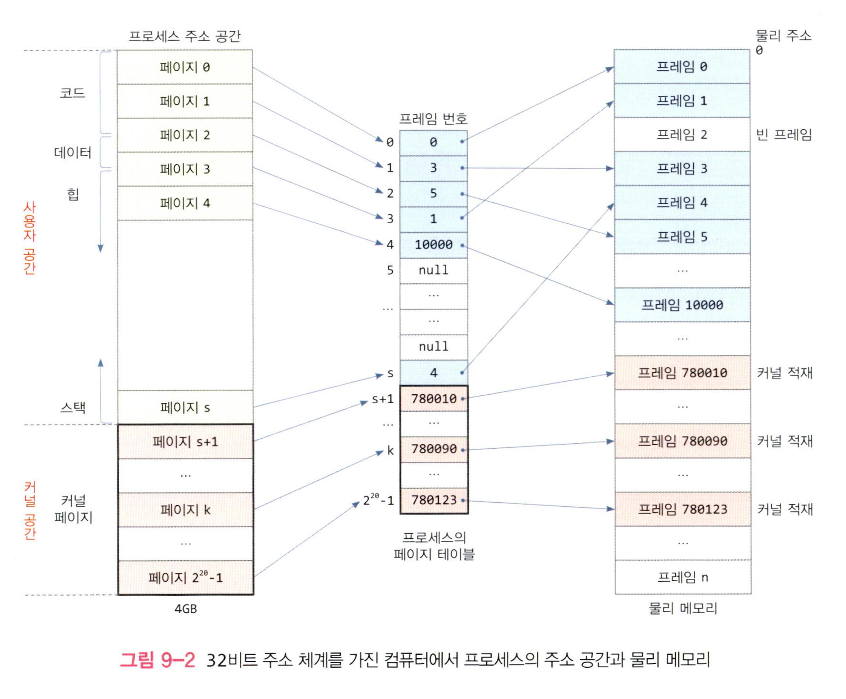 프로세스 주소 공간
사용자 공간
코드
데이터
힙
스택
커널 공간
커널
페이지
페이지 0
페이지 1
페이지 2
페이지 3
페이지 4
페이지 s
페이지 s+1
...
페이지 k
...
페이지 2²⁰-1
4GB
프레임 번호
0 0
1 3
2 5
3 1
4 10000
5 null
...
... ...
null
s 4
s+1 780010
... ...
k 780090
...
2²⁰-1 780123
프로세스의
페이지 테이블
물리 주소
0
프레임 0
프레임 1
프레임 2 빈 프레임
프레임 3
프레임 4
프레임 5
...
프레임 10000
...
프레임 780010 커널 적재
...
프레임 780090 커널 적재
...
프레임 780123 커널 적재
...
프레임 n
물리 메모리
그림 9-2 32비트 주소 체계를 가진 컴퓨터에서 프로세스의 주소 공간과 물리 메모리